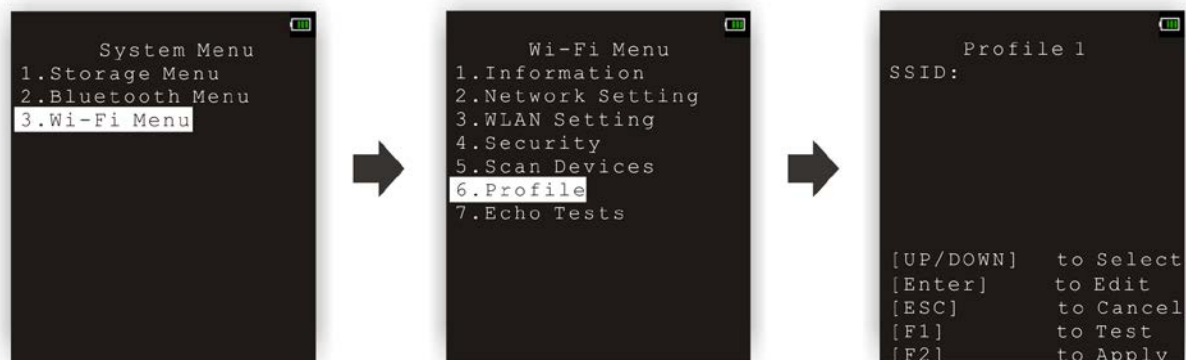 System Menu
1.Storage Menu
2.Bluetooth Menu
3.Wi-Fi Menu
Wi-Fi Menu
1.Information
2.Network Setting
3.WLAN Setting
4.Security
5.Scan Devices
6.Profile
7.Echo Tests
Profile 1
SSID:
[UP/DOWN] to Select
[Enter] to Edit
[ESC] to Cancel
[F1] to Test
[F2] to Apply